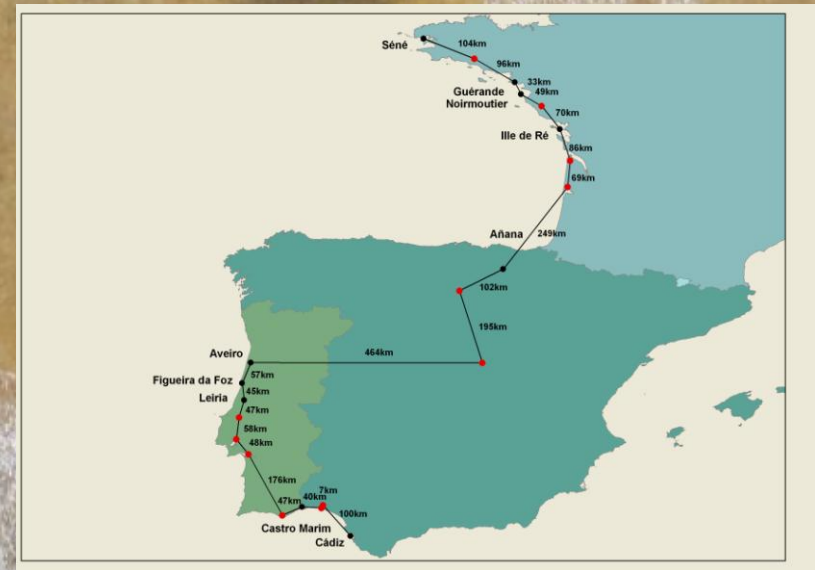 Séné
104km
96km
33km
Guérande
49km
Noirmoutier
70km
Ille de Ré
86km
69km
Añana
249km
102km
195km
Aveiro
464km
57km
Figueira da Foz
45km
Leiria
47km
58km
48km
176km
7km
40km
47km
100km
Castro Marim
Cádiz